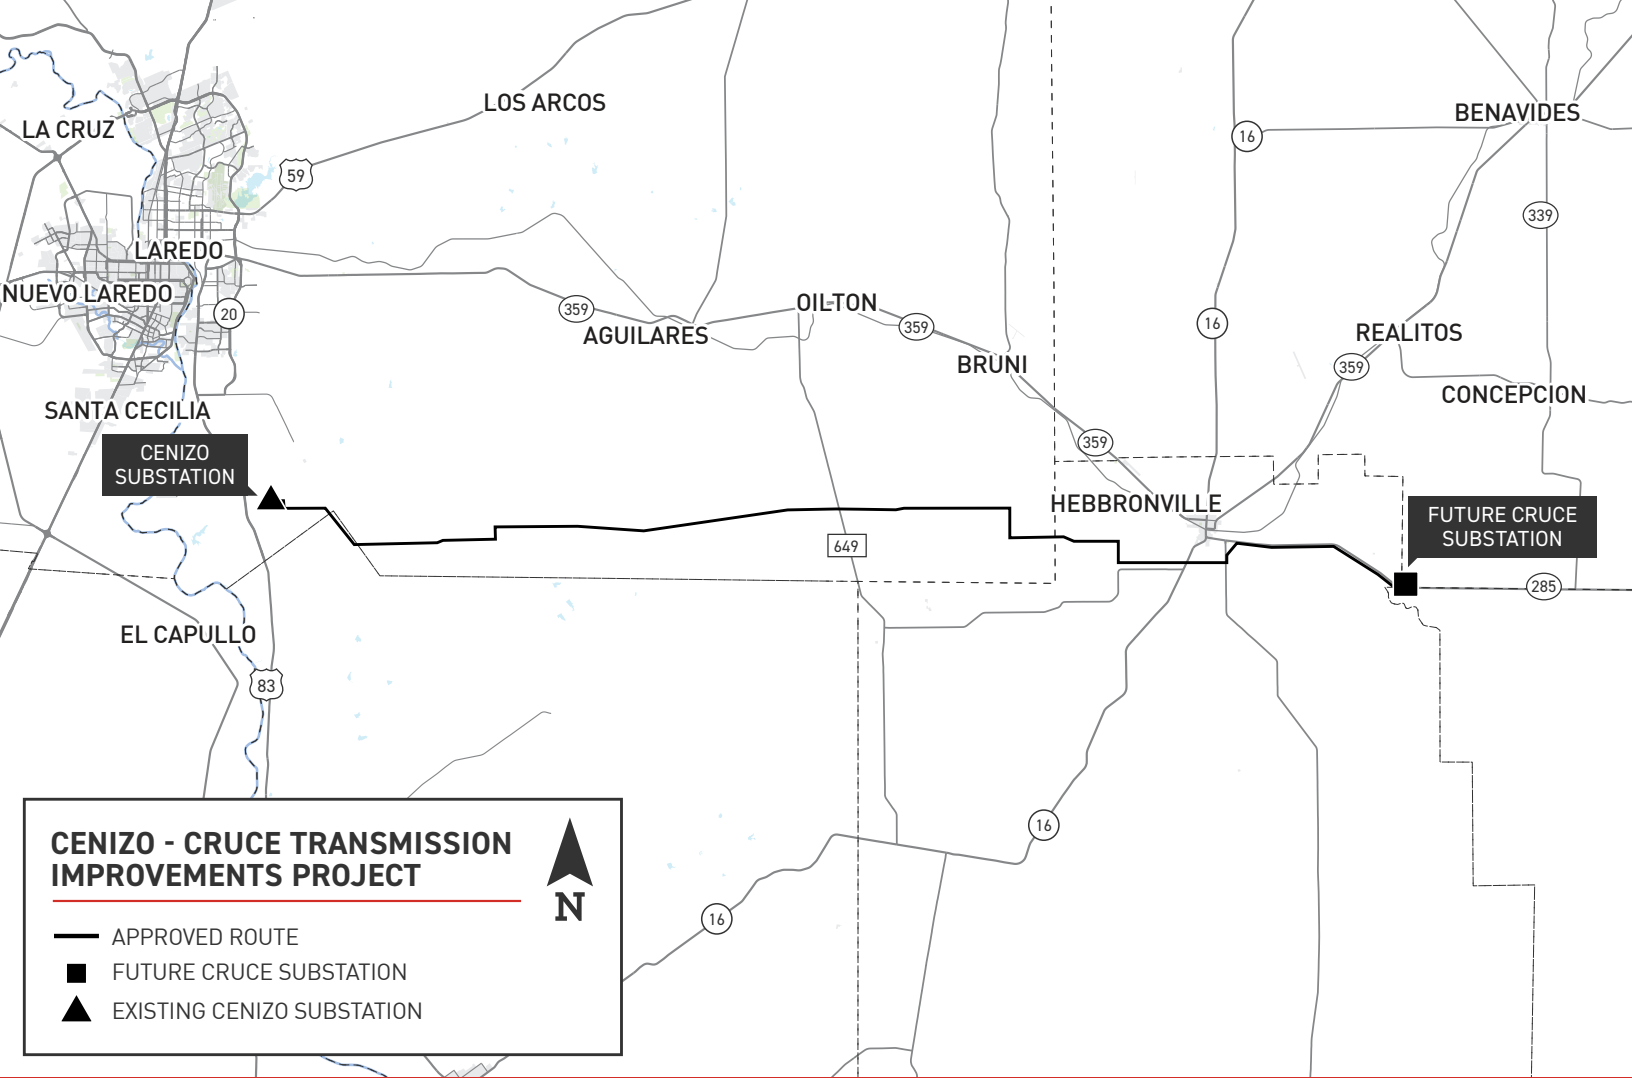 LOS ARCOS
BENAVIDES
LA CRUZ
16
59
339
LAREDO
NUEVO LAREDO
OILTON
359
20
359
16
AGUILARES
REALITOS
BRUNI
359
CONCEPCION
SANTA CECILIA
359
CENIZO
SUBSTATION
HEBBRONVILLE
FUTURE CRUCE
SUBSTATION
649
285
EL CAPULLO
83
16
16
CENIZO - CRUCE TRANSMISSION
IMPROVEMENTS PROJECT
N
APPROVED ROUTE
FUTURE CRUCE SUBSTATION
EXISTING CENIZO SUBSTATION